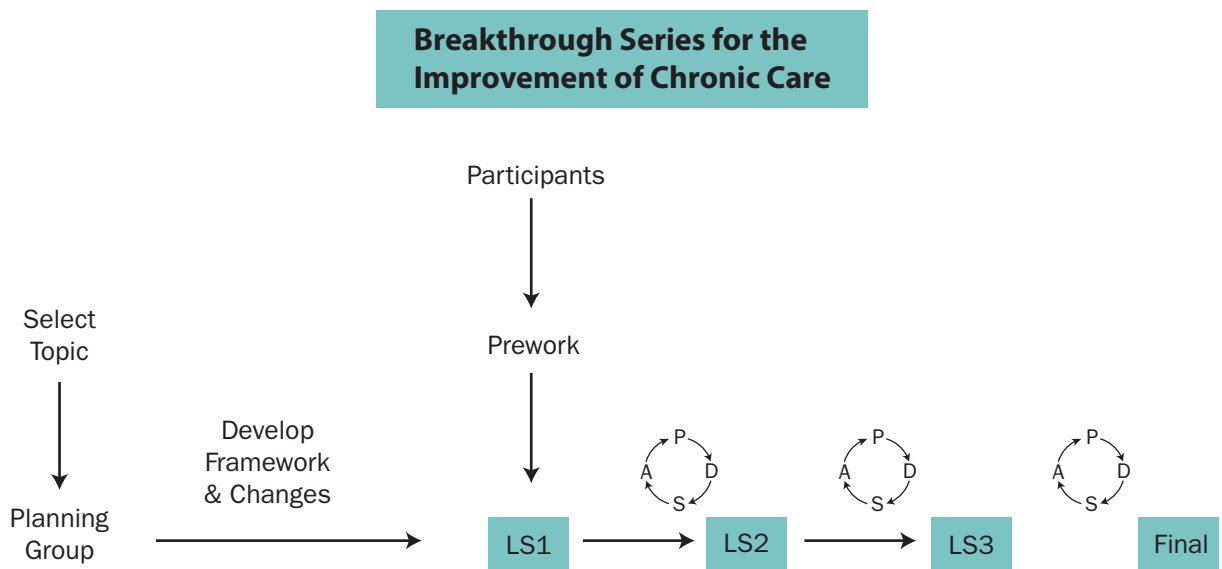 Breakthrough Series for the
Improvement of Chronic Care
Participants
Select
Topic
Prework
Develop
Framework
& Changes
Planning
Group
P
A
D
S
P
A
D
S
P
A
D
S
LS1
LS2
LS3
Final